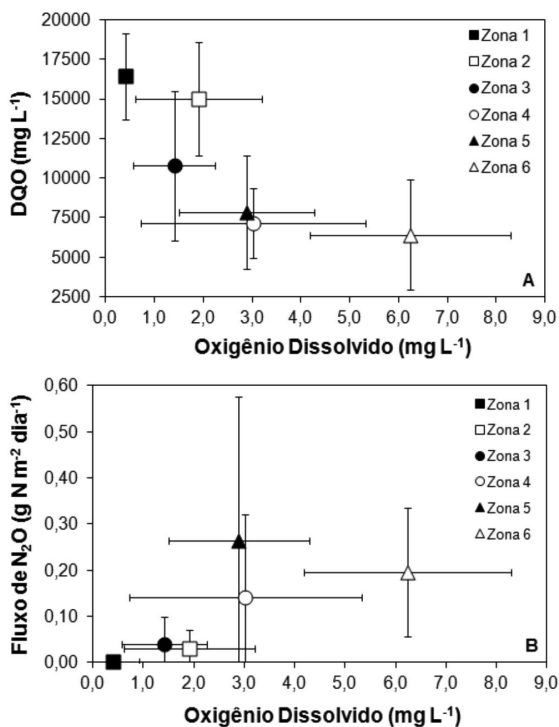 20000
17500
15000
12500
10000
7500
5000
2500
DQO (mg L⁻¹)
Zona 1
Zona 2
Zona 3
Zona 4
Zona 5
Zona 6
A
0,0 1,0 2,0 3,0 4,0 5,0 6,0 7,0 8,0 9,0
Oxigênio Dissolvido (mg L⁻¹)
0,60
0,50
0,40
0,30
0,20
0,10
0,00
Fluxo de N₂O (g N m⁻² dia⁻¹)
Zona 1
Zona 2
Zona 3
Zona 4
Zona 5
Zona 6
B
0,0 1,0 2,0 3,0 4,0 5,0 6,0 7,0 8,0 9,0
Oxigênio Dissolvido (mg L⁻¹)